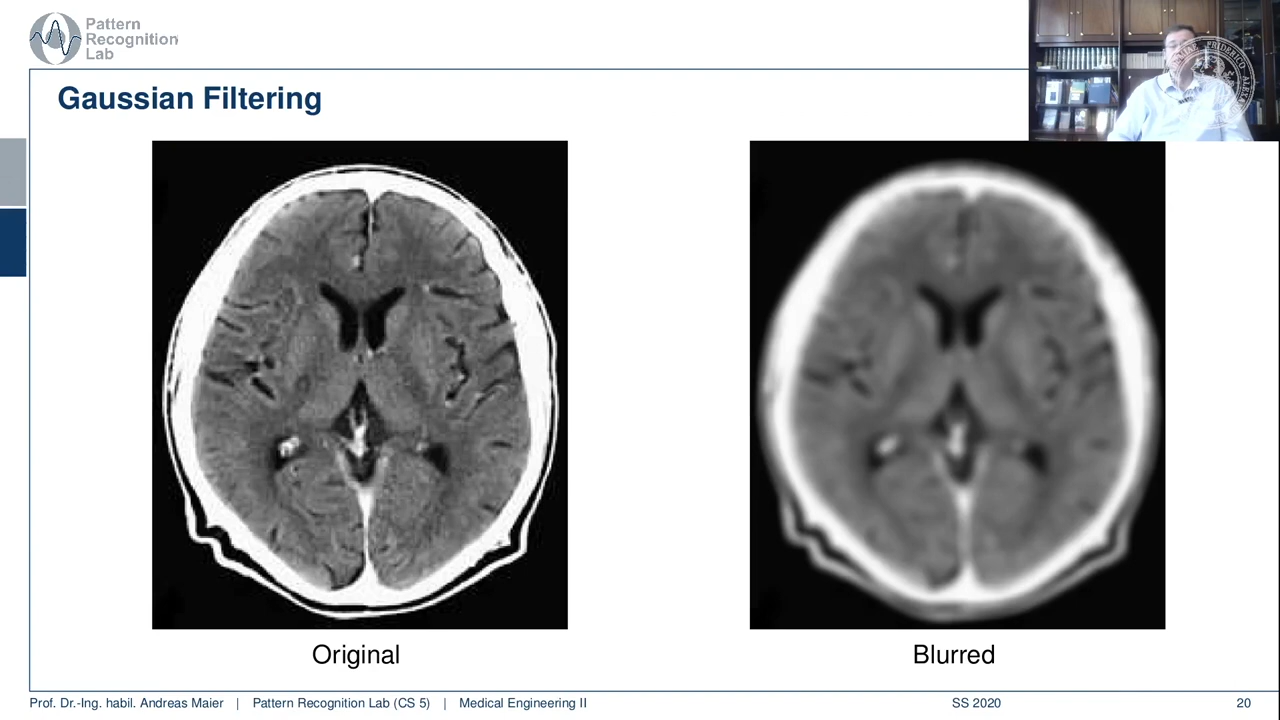 Pattern
Recognition
Lab
Gaussian Filtering
Original
Blurred
Prof. Dr.-Ing. habil. Andreas Maier | Pattern Recognition Lab (CS 5) | Medical Engineering II
SS 2020
20